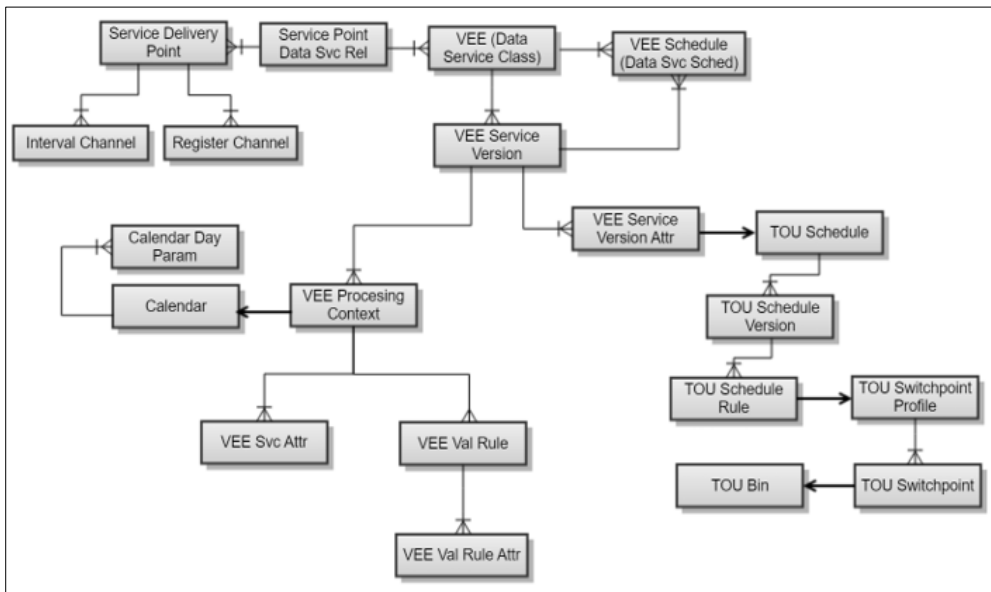 Service Delivery
Point
Service Point
Data Svc Rel
VEE (Data
Service Class)
VEE Schedule
(Data Svc Sched)
Interval Channel
Register Channel
VEE Service
Version
VEE Service
Version Attr
TOU Schedule
Calendar Day
Param
Calendar
VEE Procesing
Context
TOU Schedule
Version
TOU Schedule
Rule
TOU Switchpoint
Profile
VEE Svc Attr
VEE Val Rule
TOU Bin
TOU Switchpoint
VEE Val Rule Attr